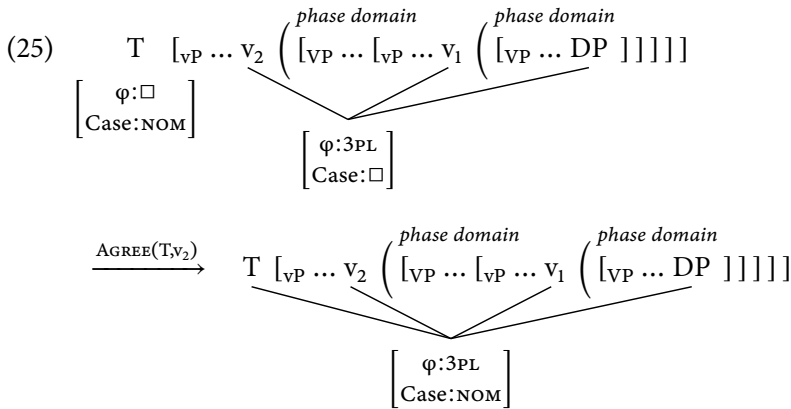 phase domain phase domain
(25) T [vP ... v2 ( [VP ... [vP ... v1 ( [VP ... DP ] ] ] ] ]
[ φ:□ Case:NOM ]
[ φ:3PL Case:□ ]
phase domain phase domain
AGREE(T,v2) T [vP ... v2 ( [VP ... [vP ... v1 ( [VP ... DP ] ] ] ] ]
[ φ:3PL Case:NOM ]